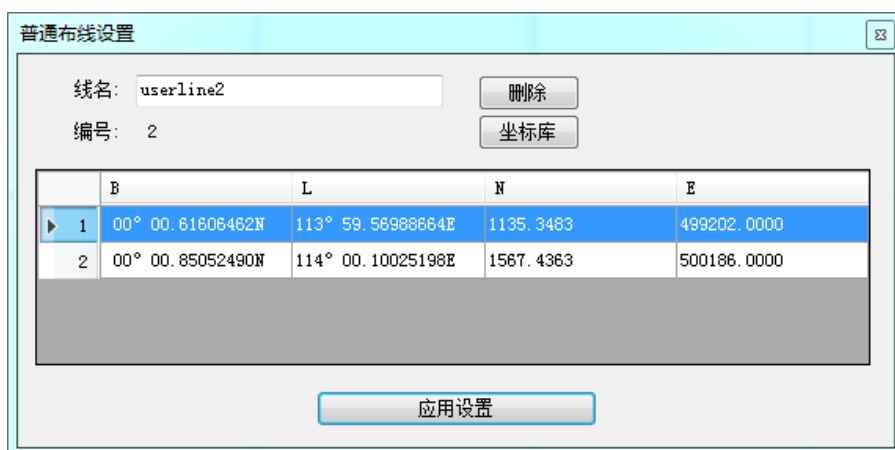 普通布线设置
线名: userline2 删除
编号: 2 坐标库
B L N E
1 00° 00.61606462N 113° 59.56988664E 1135.3483 499202.0000
2 00° 00.85052490N 114° 00.10025198E 1567.4363 500186.0000
应用设置